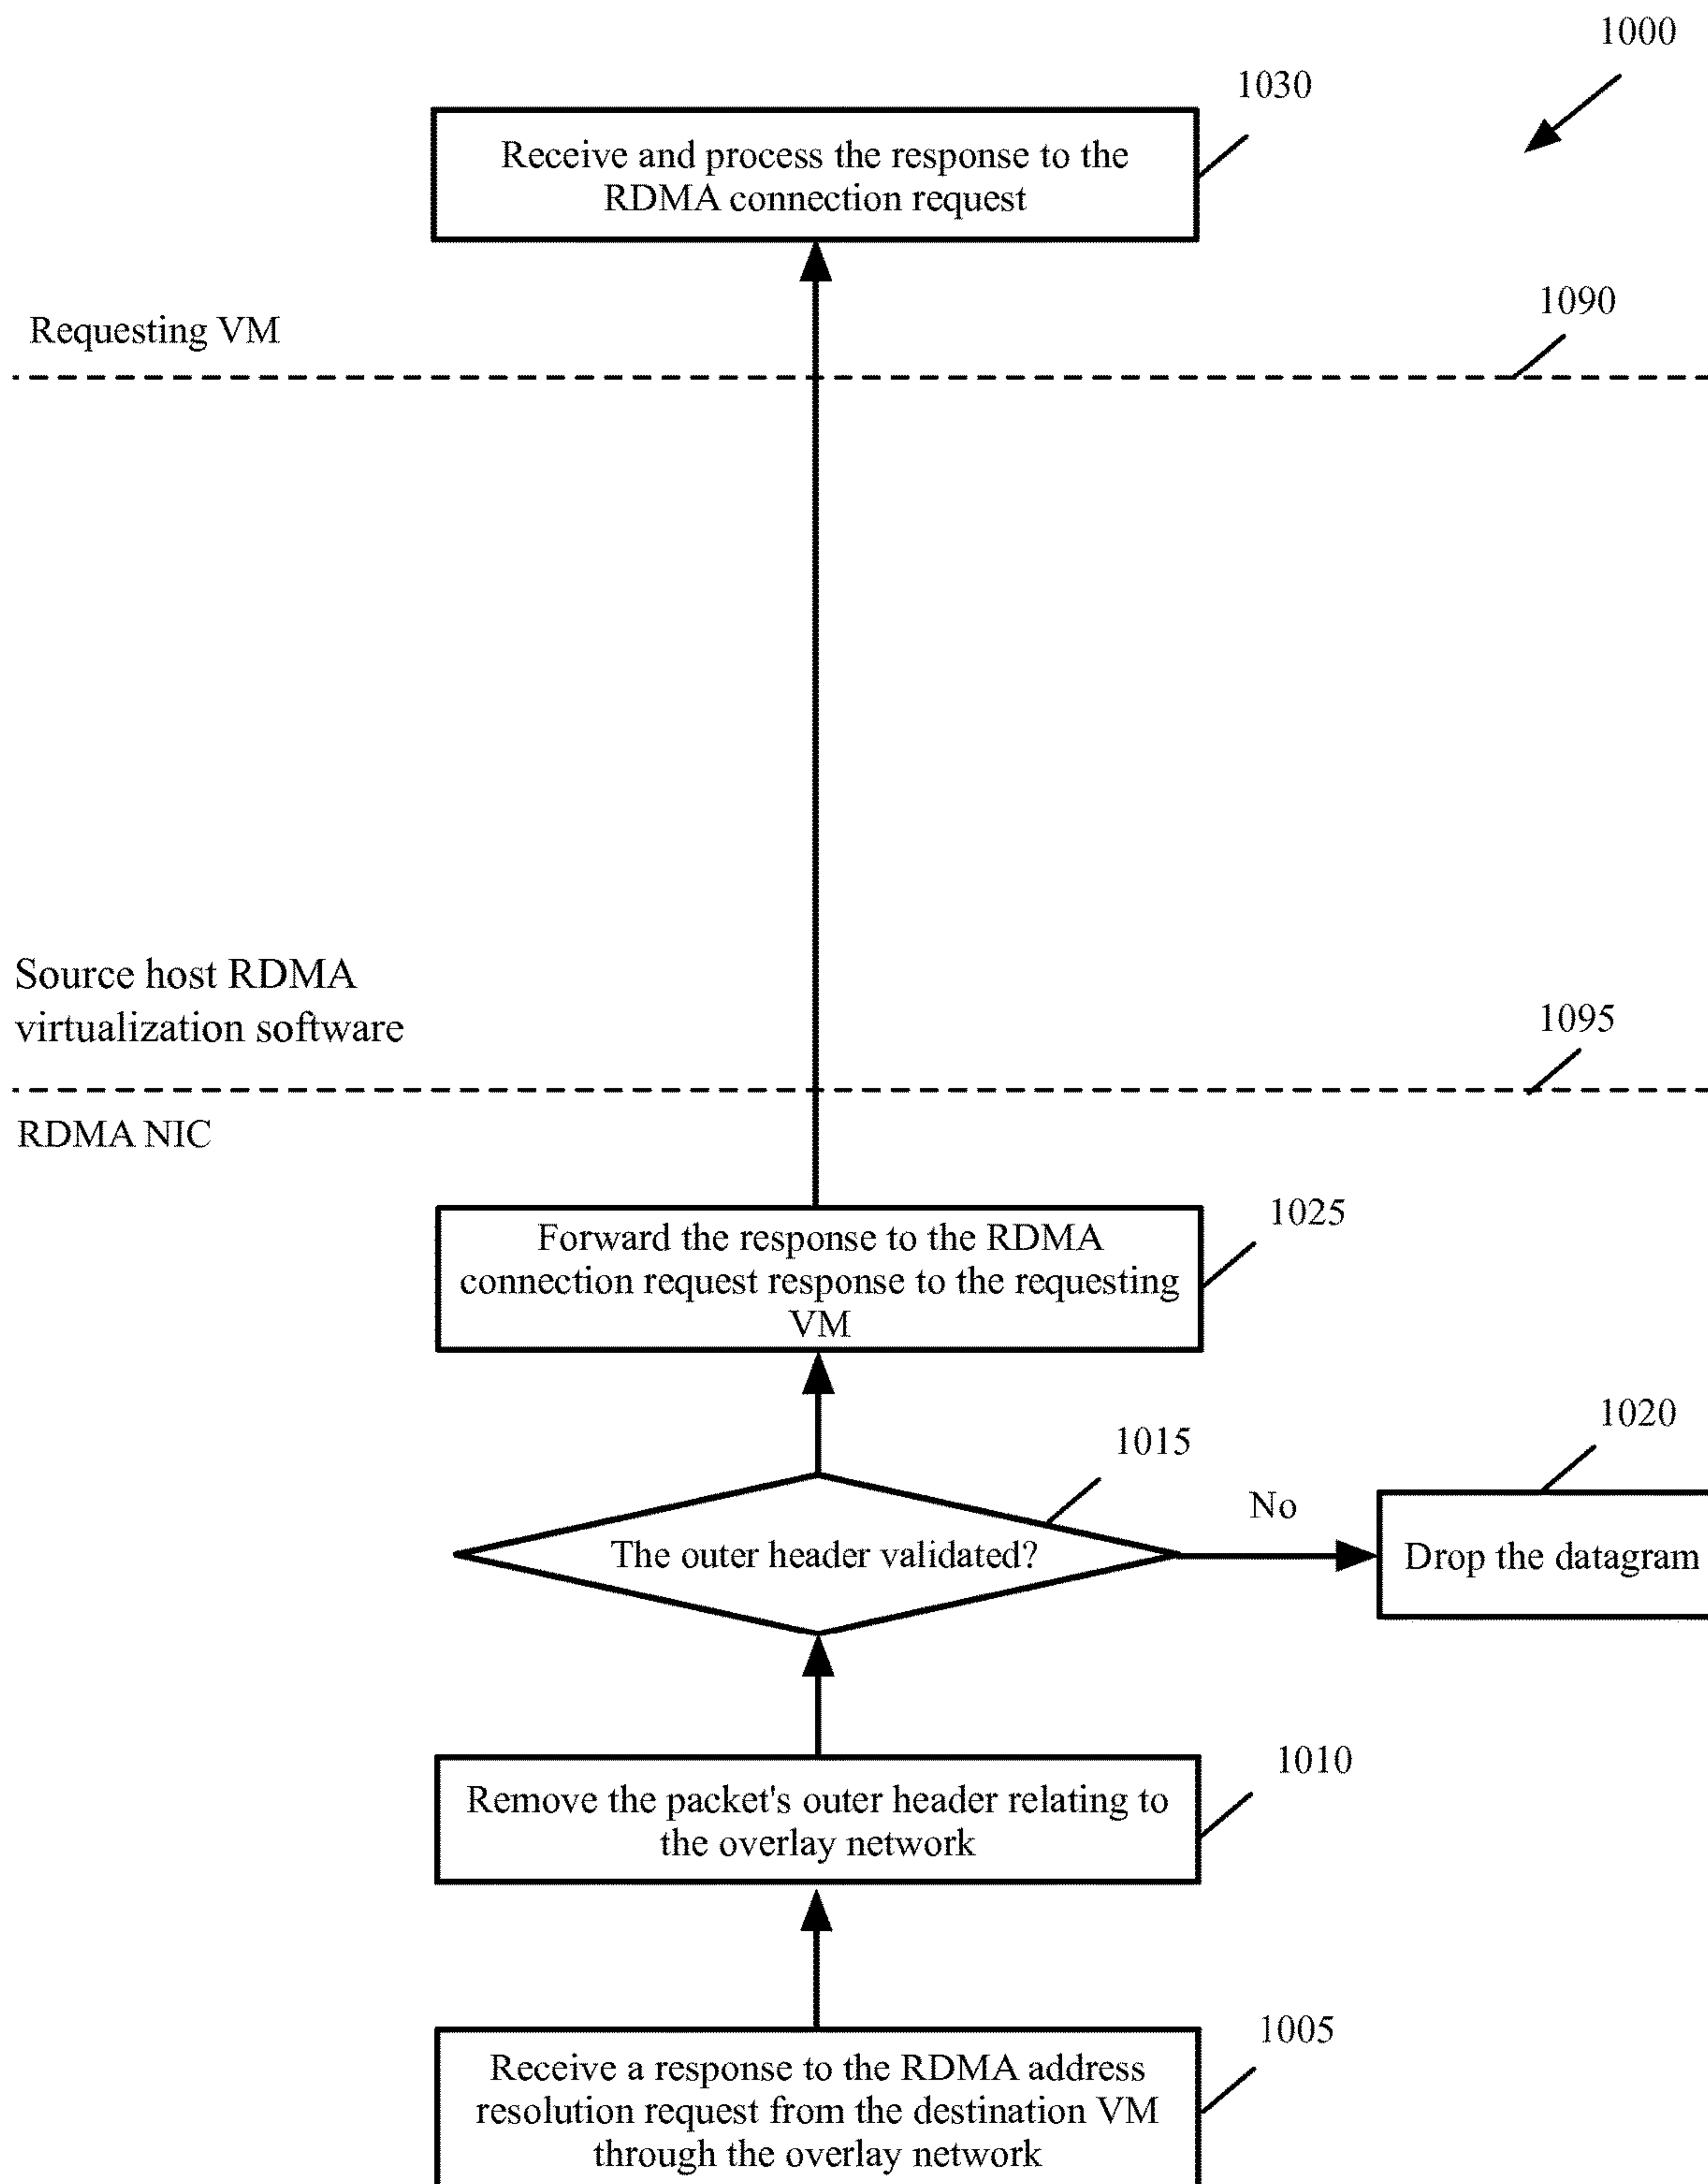 1000
1030
Receive and process the response to the
RDMA connection request
1090
Requesting VM
Source host RDMA
virtualization software
1095
RDMA NIC
1025
Forward the response to the RDMA
connection request response to the requesting
VM
1020
1015
No
The outer header validated?
Drop the datagram
1010
Remove the packet's outer header relating to
the overlay network
1005
Receive a response to the RDMA address
resolution request from the destination VM
through the overlay network